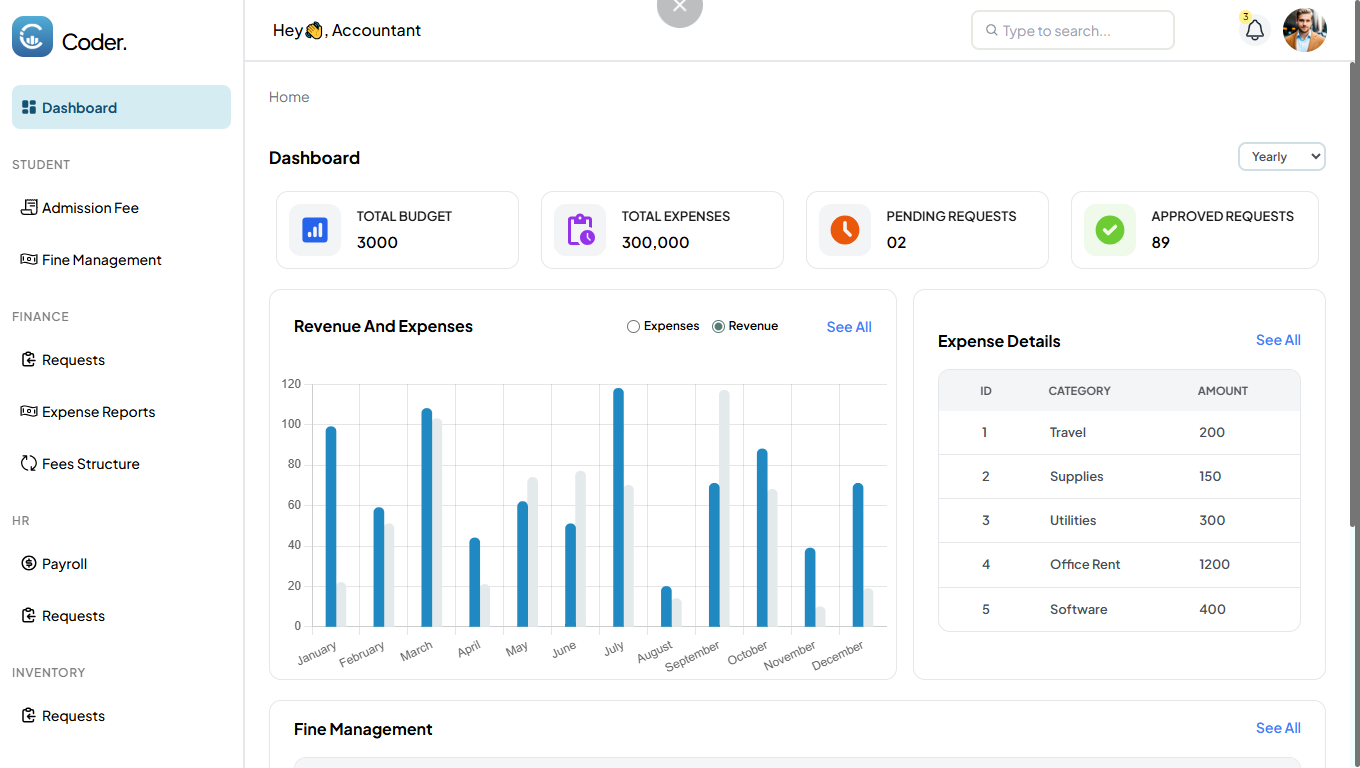 Coder.
Hey👋, Accountant
Type to search...
3
Dashboard
STUDENT
Admission Fee
Fine Management
FINANCE
Requests
Expense Reports
Fees Structure
HR
Payroll
Requests
INVENTORY
Requests
Home
Dashboard
Yearly
TOTAL BUDGET
3000
TOTAL EXPENSES
300,000
PENDING REQUESTS
02
APPROVED REQUESTS
89
Revenue And Expenses
Expenses Revenue
See All
120
100
80
60
40
20
0
January February March April May June July August September October November December
Expense Details
See All
ID CATEGORY AMOUNT
1 Travel 200
2 Supplies 150
3 Utilities 300
4 Office Rent 1200
5 Software 400
Fine Management
See All